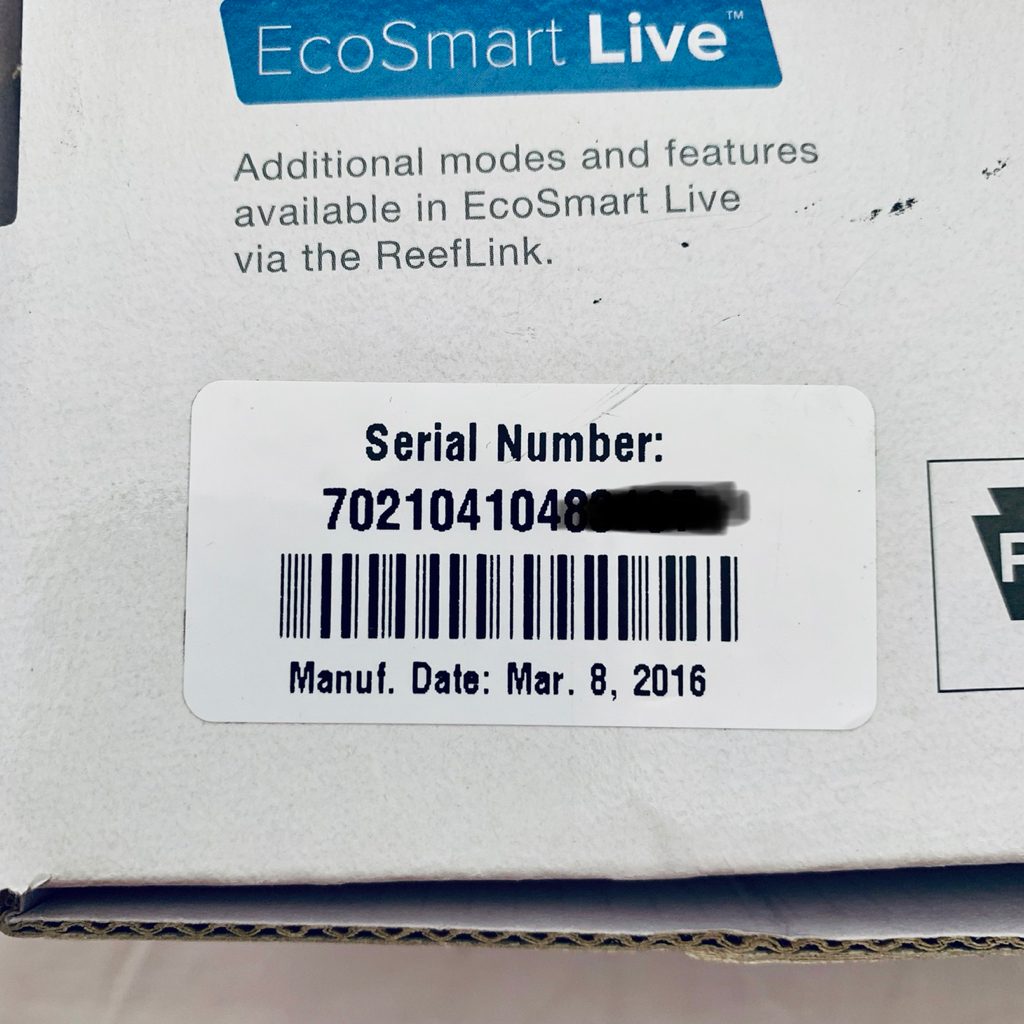 EcoSmart Live™
Additional modes and features
available in EcoSmart Live
via the ReefLink.
Serial Number:
Manuf. Date: Mar. 8, 2016